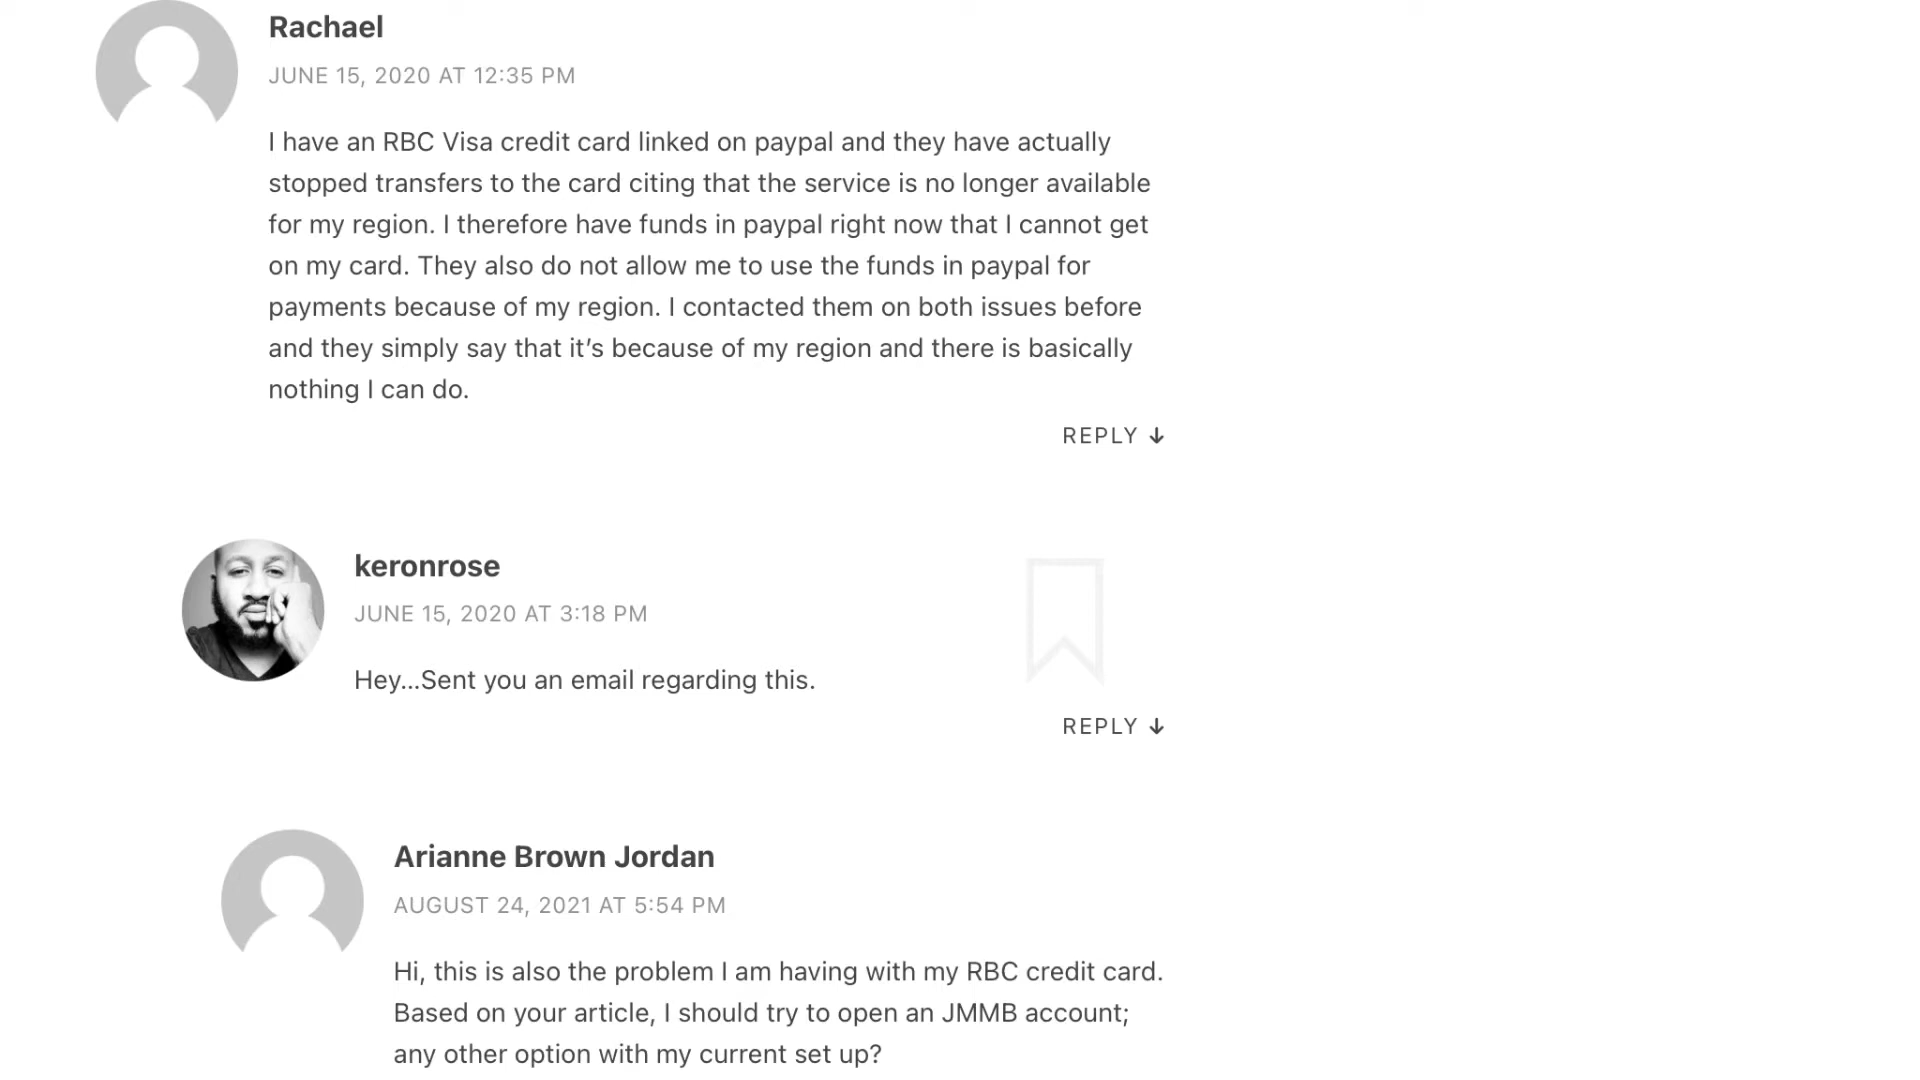 Rachael
JUNE 15, 2020 AT 12:35 PM
I have an RBC Visa credit card linked on paypal and they have actually
stopped transfers to the card citing that the service is no longer available
for my region. I therefore have funds in paypal right now that I cannot get
on my card. They also do not allow me to use the funds in paypal for
payments because of my region. I contacted them on both issues before
and they simply say that it’s because of my region and there is basically
nothing I can do.
REPLY ↓
keronrose
JUNE 15, 2020 AT 3:18 PM
Hey…Sent you an email regarding this.
REPLY ↓
Arianne Brown Jordan
AUGUST 24, 2021 AT 5:54 PM
Hi, this is also the problem I am having with my RBC credit card.
Based on your article, I should try to open an JMMB account;
any other option with my current set up?